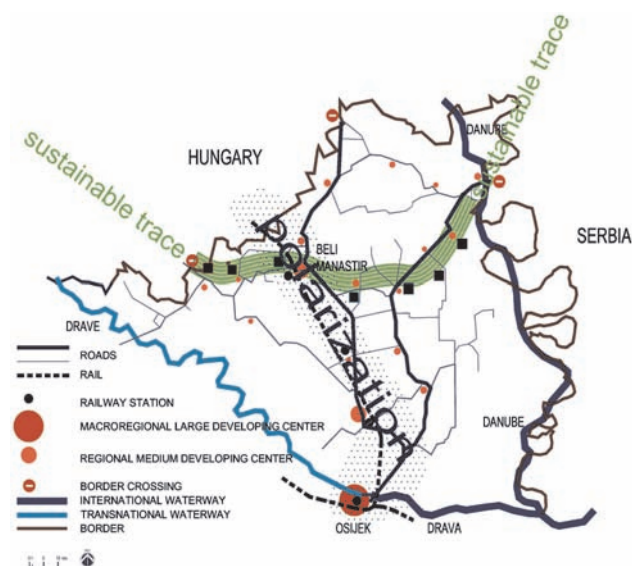 sustainable trace
DANUBE
HUNGARY
sustainable trace
SERBIA
BELI
MANASTIR
polarization
DRAVE
ROADS
RAIL
RAILWAY STATION
MACROREGIONAL LARGE DEVELOPING CENTER
DANUBE
REGIONAL MEDIUM DEVELOPING CENTER
BORDER CROSSING
INTERNATIONAL WATERWAY
TRANSNATIONAL WATERWAY
BORDER
OSIJEK
DRAVA